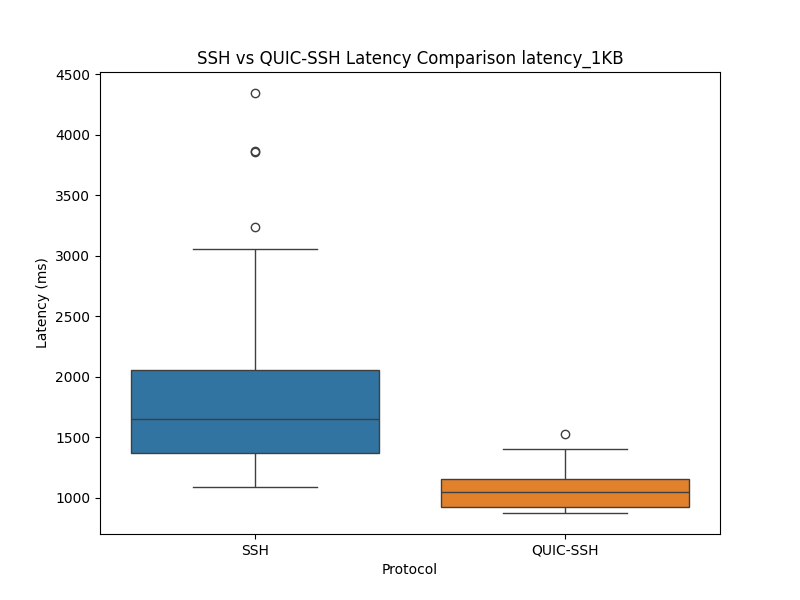 SSH vs QUIC-SSH Latency Comparison latency_1KB
4500
4000
3500
3000
2500
2000
1500
1000
Latency (ms)
SSH
QUIC-SSH
Protocol